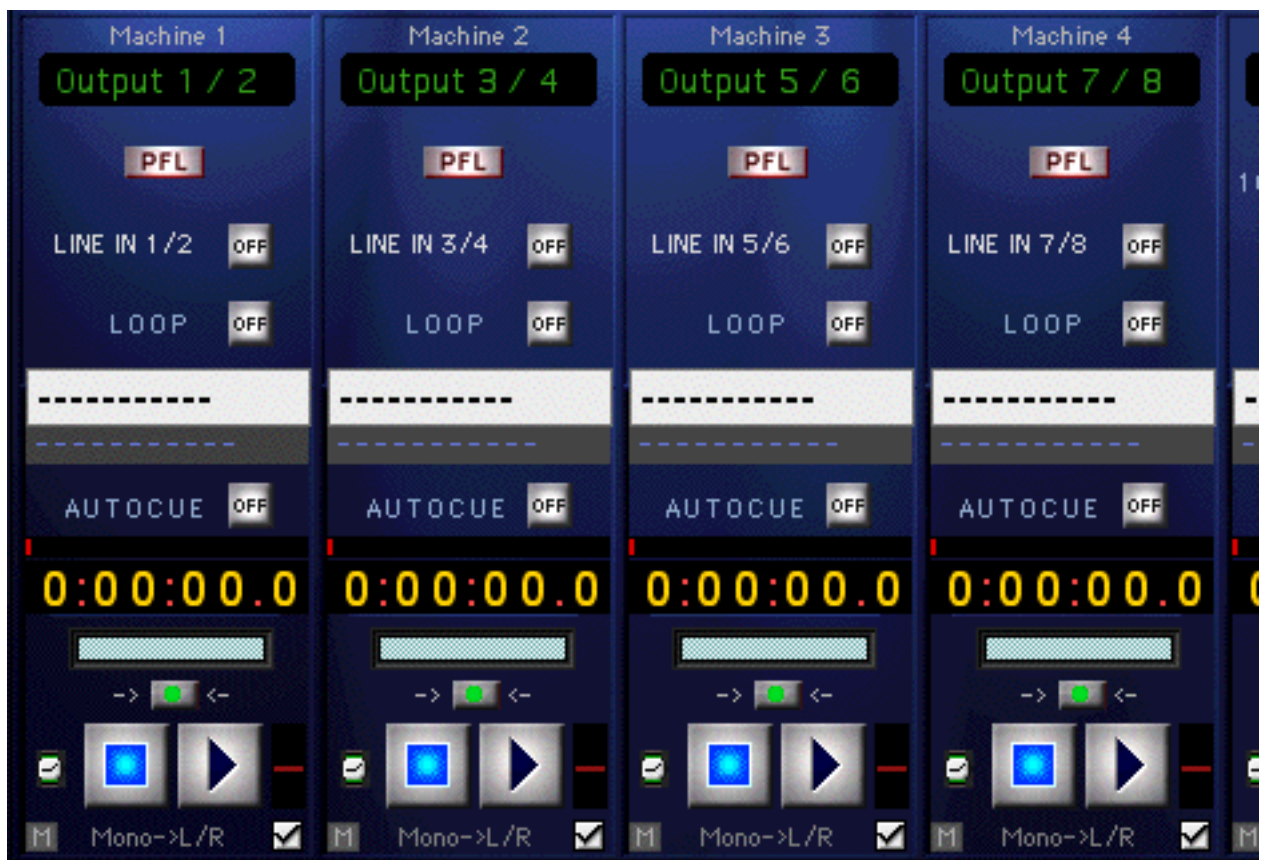 Machine 1
Output 1 / 2
PFL
LINE IN 1/2 OFF
LOOP OFF
-----------
-----------
AUTOCUE OFF
0:00:00.0
-> <-
M Mono->L/R
Machine 2
Output 3 / 4
PFL
LINE IN 3/4 OFF
LOOP OFF
-----------
-----------
AUTOCUE OFF
0:00:00.0
-> <-
M Mono->L/R
Machine 3
Output 5 / 6
PFL
LINE IN 5/6 OFF
LOOP OFF
-----------
-----------
AUTOCUE OFF
0:00:00.0
-> <-
M Mono->L/R
Machine 4
Output 7 / 8
PFL
LINE IN 7/8 OFF
LOOP OFF
-----------
-----------
AUTOCUE OFF
0:00:00.0
-> <-
M Mono->L/R